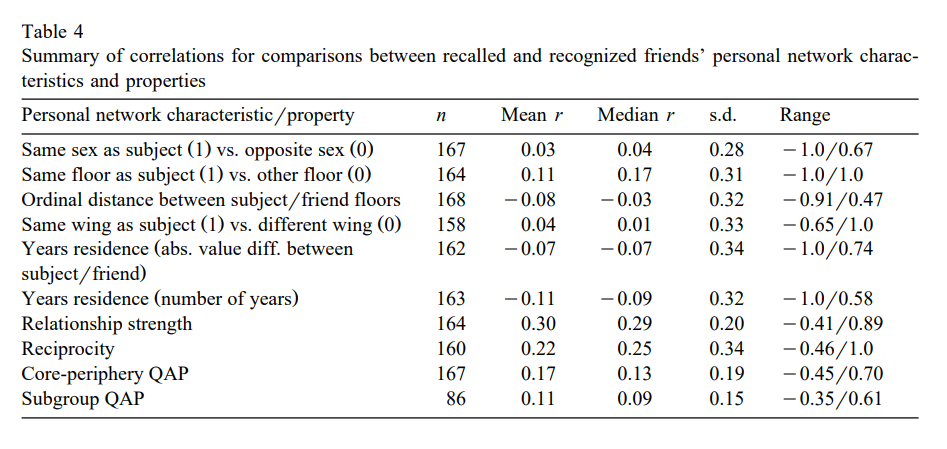 Table 4
Summary of correlations for comparisons between recalled and recognized friends' personal network charac-
teristics and properties
Personal network characteristic/property n Mean r Median r s.d. Range
Same sex as subject (1) vs. opposite sex (0) 167 0.03 0.04 0.28 −1.0/0.67
Same floor as subject (1) vs. other floor (0) 164 0.11 0.17 0.31 −1.0/1.0
Ordinal distance between subject/friend floors 168 −0.08 −0.03 0.32 −0.91/0.47
Same wing as subject (1) vs. different wing (0) 158 0.04 0.01 0.33 −0.65/1.0
Years residence (abs. value diff. between 162 −0.07 −0.07 0.34 −1.0/0.74
subject/friend)
Years residence (number of years) 163 −0.11 −0.09 0.32 −1.0/0.58
Relationship strength 164 0.30 0.29 0.20 −0.41/0.89
Reciprocity 160 0.22 0.25 0.34 −0.46/1.0
Core-periphery QAP 167 0.17 0.13 0.19 −0.45/0.70
Subgroup QAP 86 0.11 0.09 0.15 −0.35/0.61